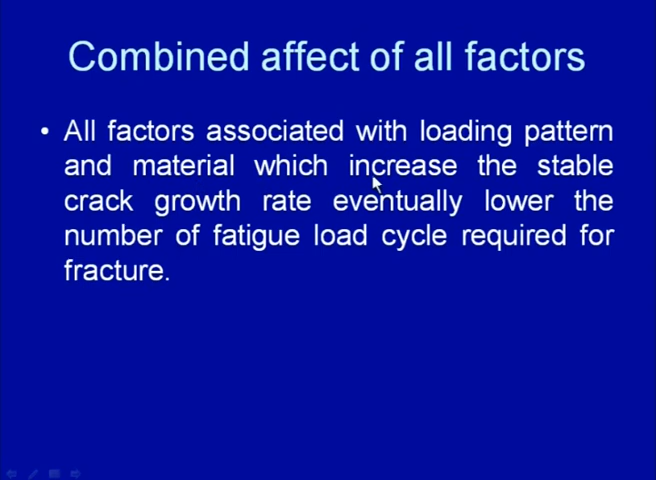 Combined affect of all factors
• All factors associated with loading pattern
and material which increase the stable
crack growth rate eventually lower the
number of fatigue load cycle required for
fracture.